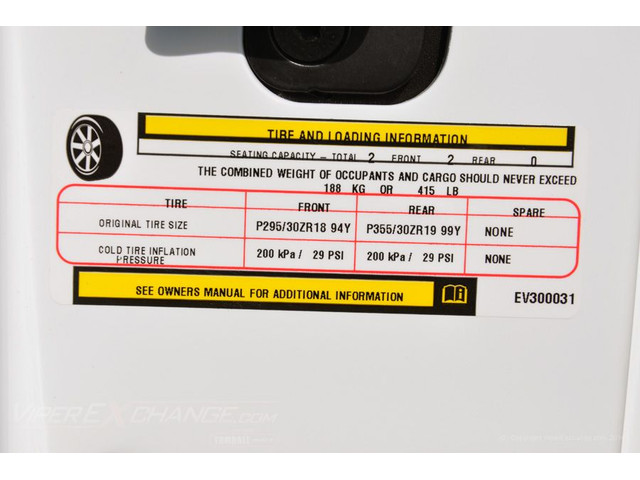 TIRE AND LOADING INFORMATION
SEATING CAPACITY – TOTAL 2 FRONT 2 REAR 0
THE COMBINED WEIGHT OF OCCUPANTS AND CARGO SHOULD NEVER EXCEED
188 KG OR 415 LB
TIRE FRONT REAR SPARE
ORIGINAL TIRE SIZE P295/30ZR18 94Y P355/30ZR19 99Y NONE
COLD TIRE INFLATION PRESSURE 200 kPa / 29 PSI 200 kPa / 29 PSI NONE
SEE OWNERS MANUAL FOR ADDITIONAL INFORMATION EV300031
VIPEREXCHANGE.COM